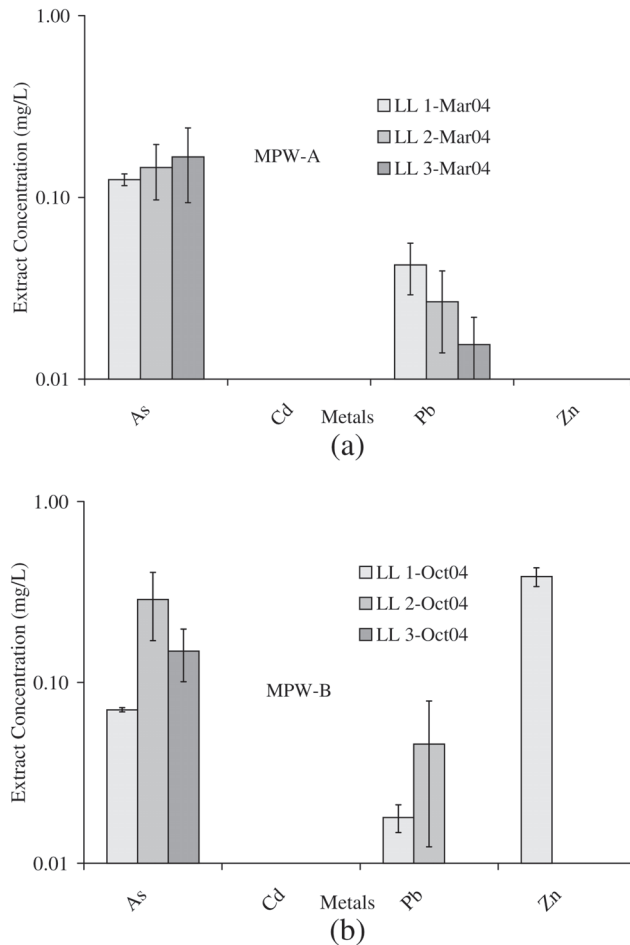 1.00
LL 1-Mar04
LL 2-Mar04
LL 3-Mar04
MPW-A
0.10
0.01
Extract Concentration (mg/L)
As
Cd
Metals
Pb
Zn
(a)
1.00
LL 1-Oct04
LL 2-Oct04
LL 3-Oct04
MPW-B
0.10
0.01
Extract Concentration (mg/L)
As
Cd
Metals
Pb
Zn
(b)